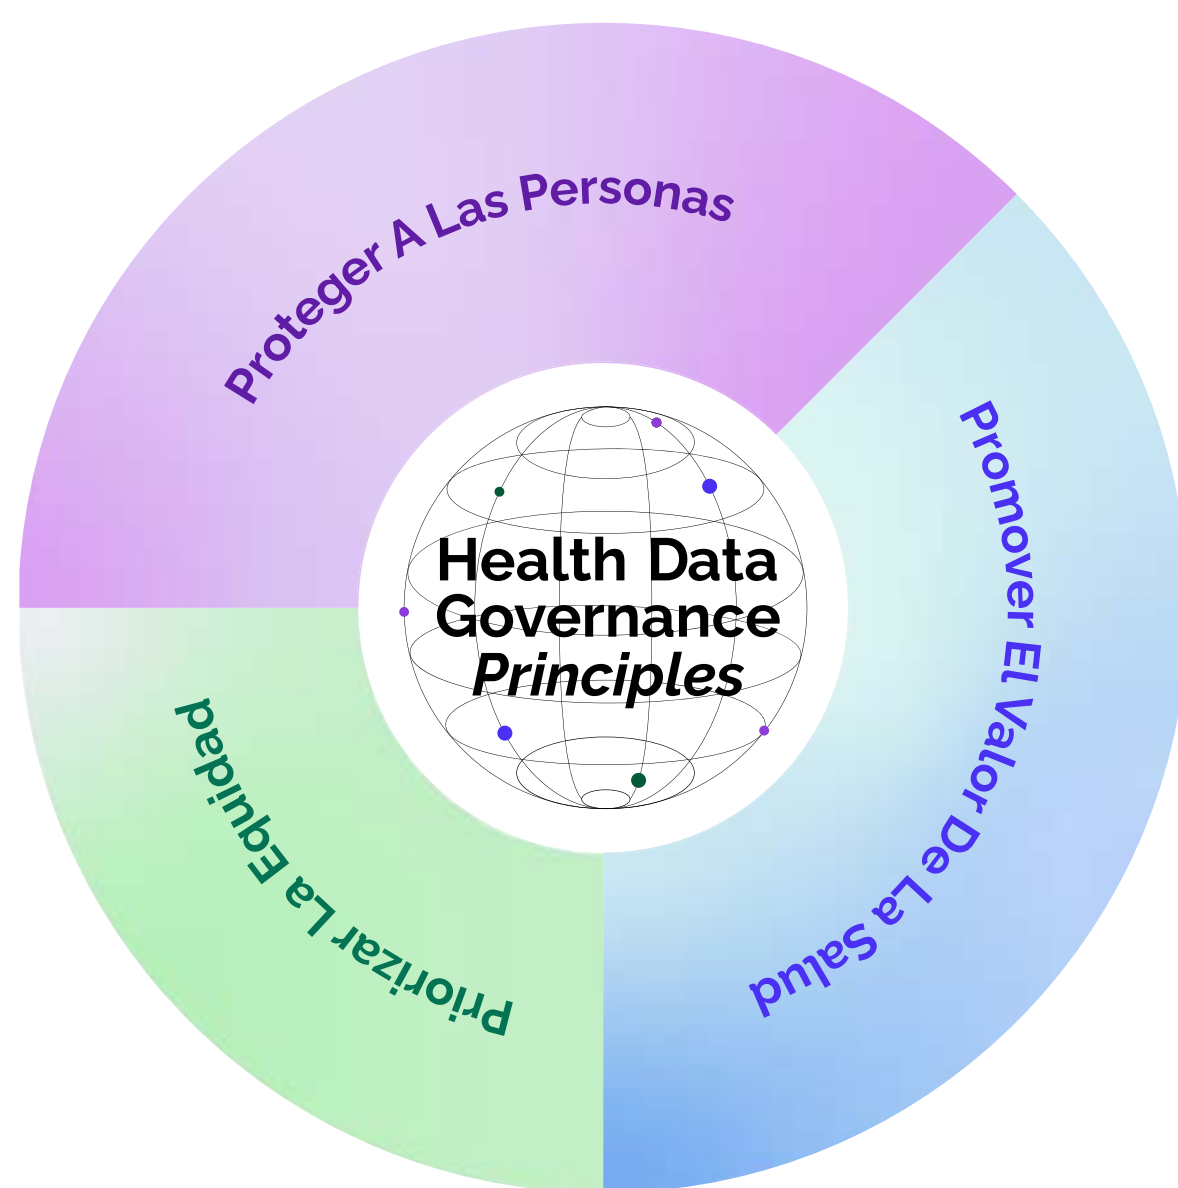 Proteger A Las Personas
Promover El Valor De La Salud
Priorizar La Equidad
Health Data
Governance
Principles